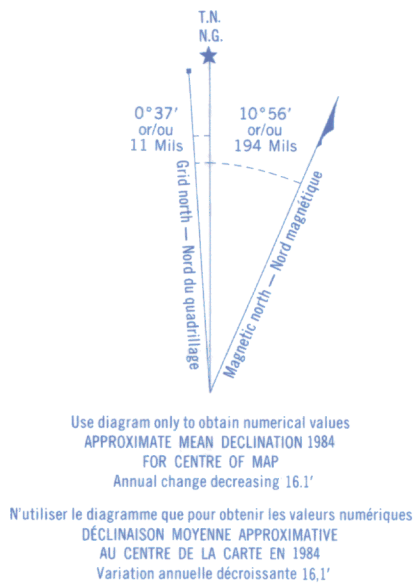 T.N.
N.G.
0°37′
or/ou
11 Mils
10°56′
or/ou
194 Mils
Grid north — Nord du quadrillage
Magnetic north — Nord magnétique
Use diagram only to obtain numerical values
APPROXIMATE MEAN DECLINATION 1984
FOR CENTRE OF MAP
Annual change decreasing 16.1′
N'utiliser le diagramme que pour obtenir les valeurs numériques
DÉCLINAISON MOYENNE APPROXIMATIVE
AU CENTRE DE LA CARTE EN 1984
Variation annuelle décroissante 16,1′